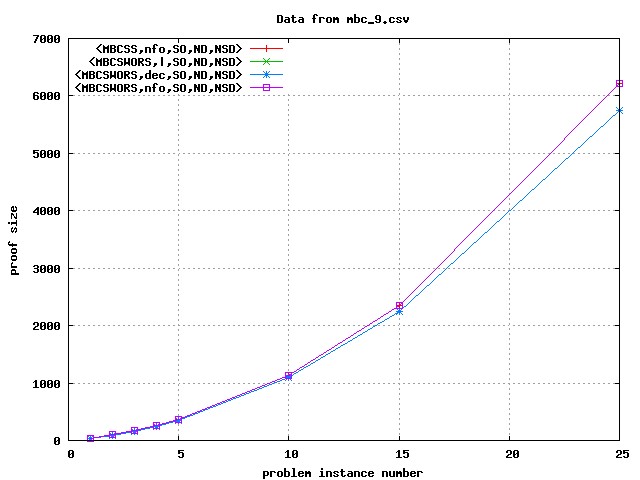 Data from mbc_9.csv
7000
6000
5000
4000
3000
2000
1000
0
proof size
<MBCSS,nfo,SO,ND,NSD>
<MBCSWORS,l,SO,ND,NSD>
<MBCSWORS,dec,SO,ND,NSD>
<MBCSWORS,nfo,SO,ND,NSD>
0 5 10 15 20 25
problem instance number